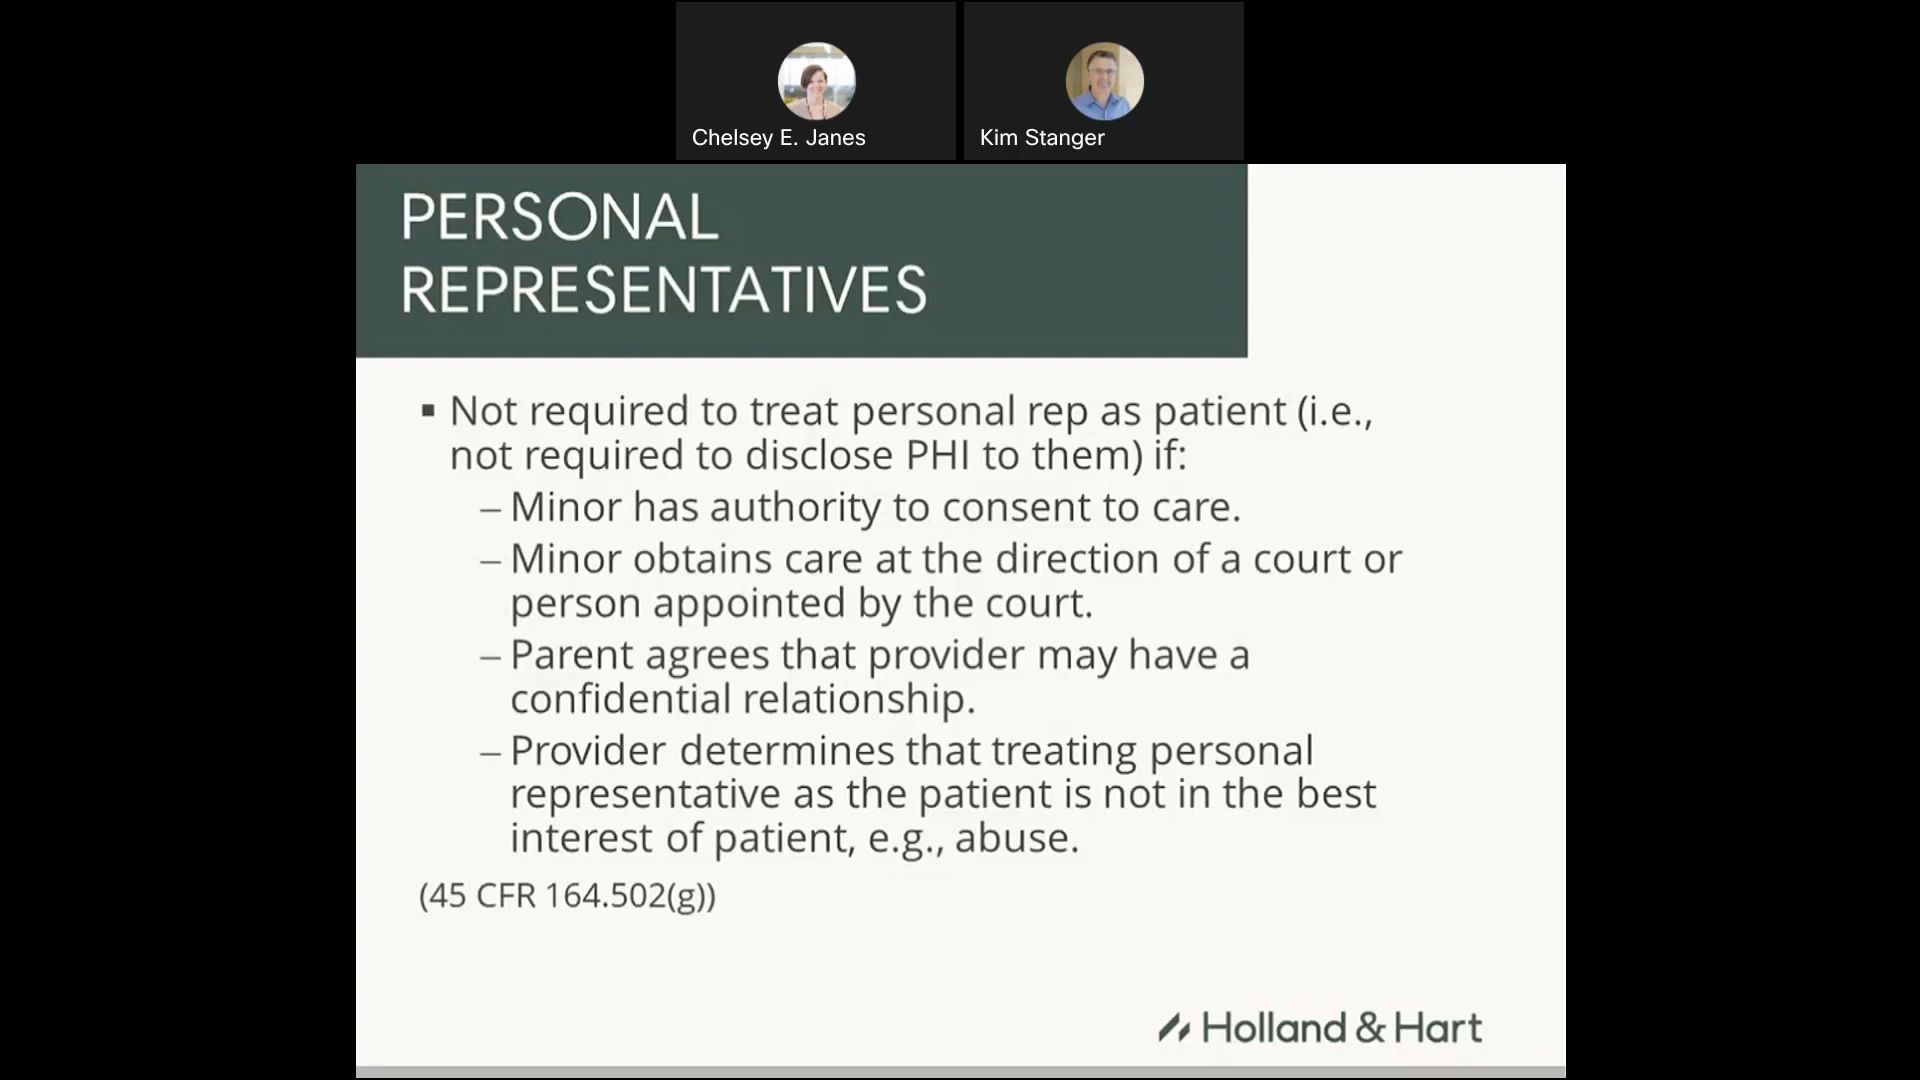 Chelsey E. Janes
Kim Stanger
PERSONAL
REPRESENTATIVES
▪ Not required to treat personal rep as patient (i.e.,
not required to disclose PHI to them) if:
– Minor has authority to consent to care.
– Minor obtains care at the direction of a court or
person appointed by the court.
– Parent agrees that provider may have a
confidential relationship.
– Provider determines that treating personal
representative as the patient is not in the best
interest of patient, e.g., abuse.
(45 CFR 164.502(g))
Holland & Hart